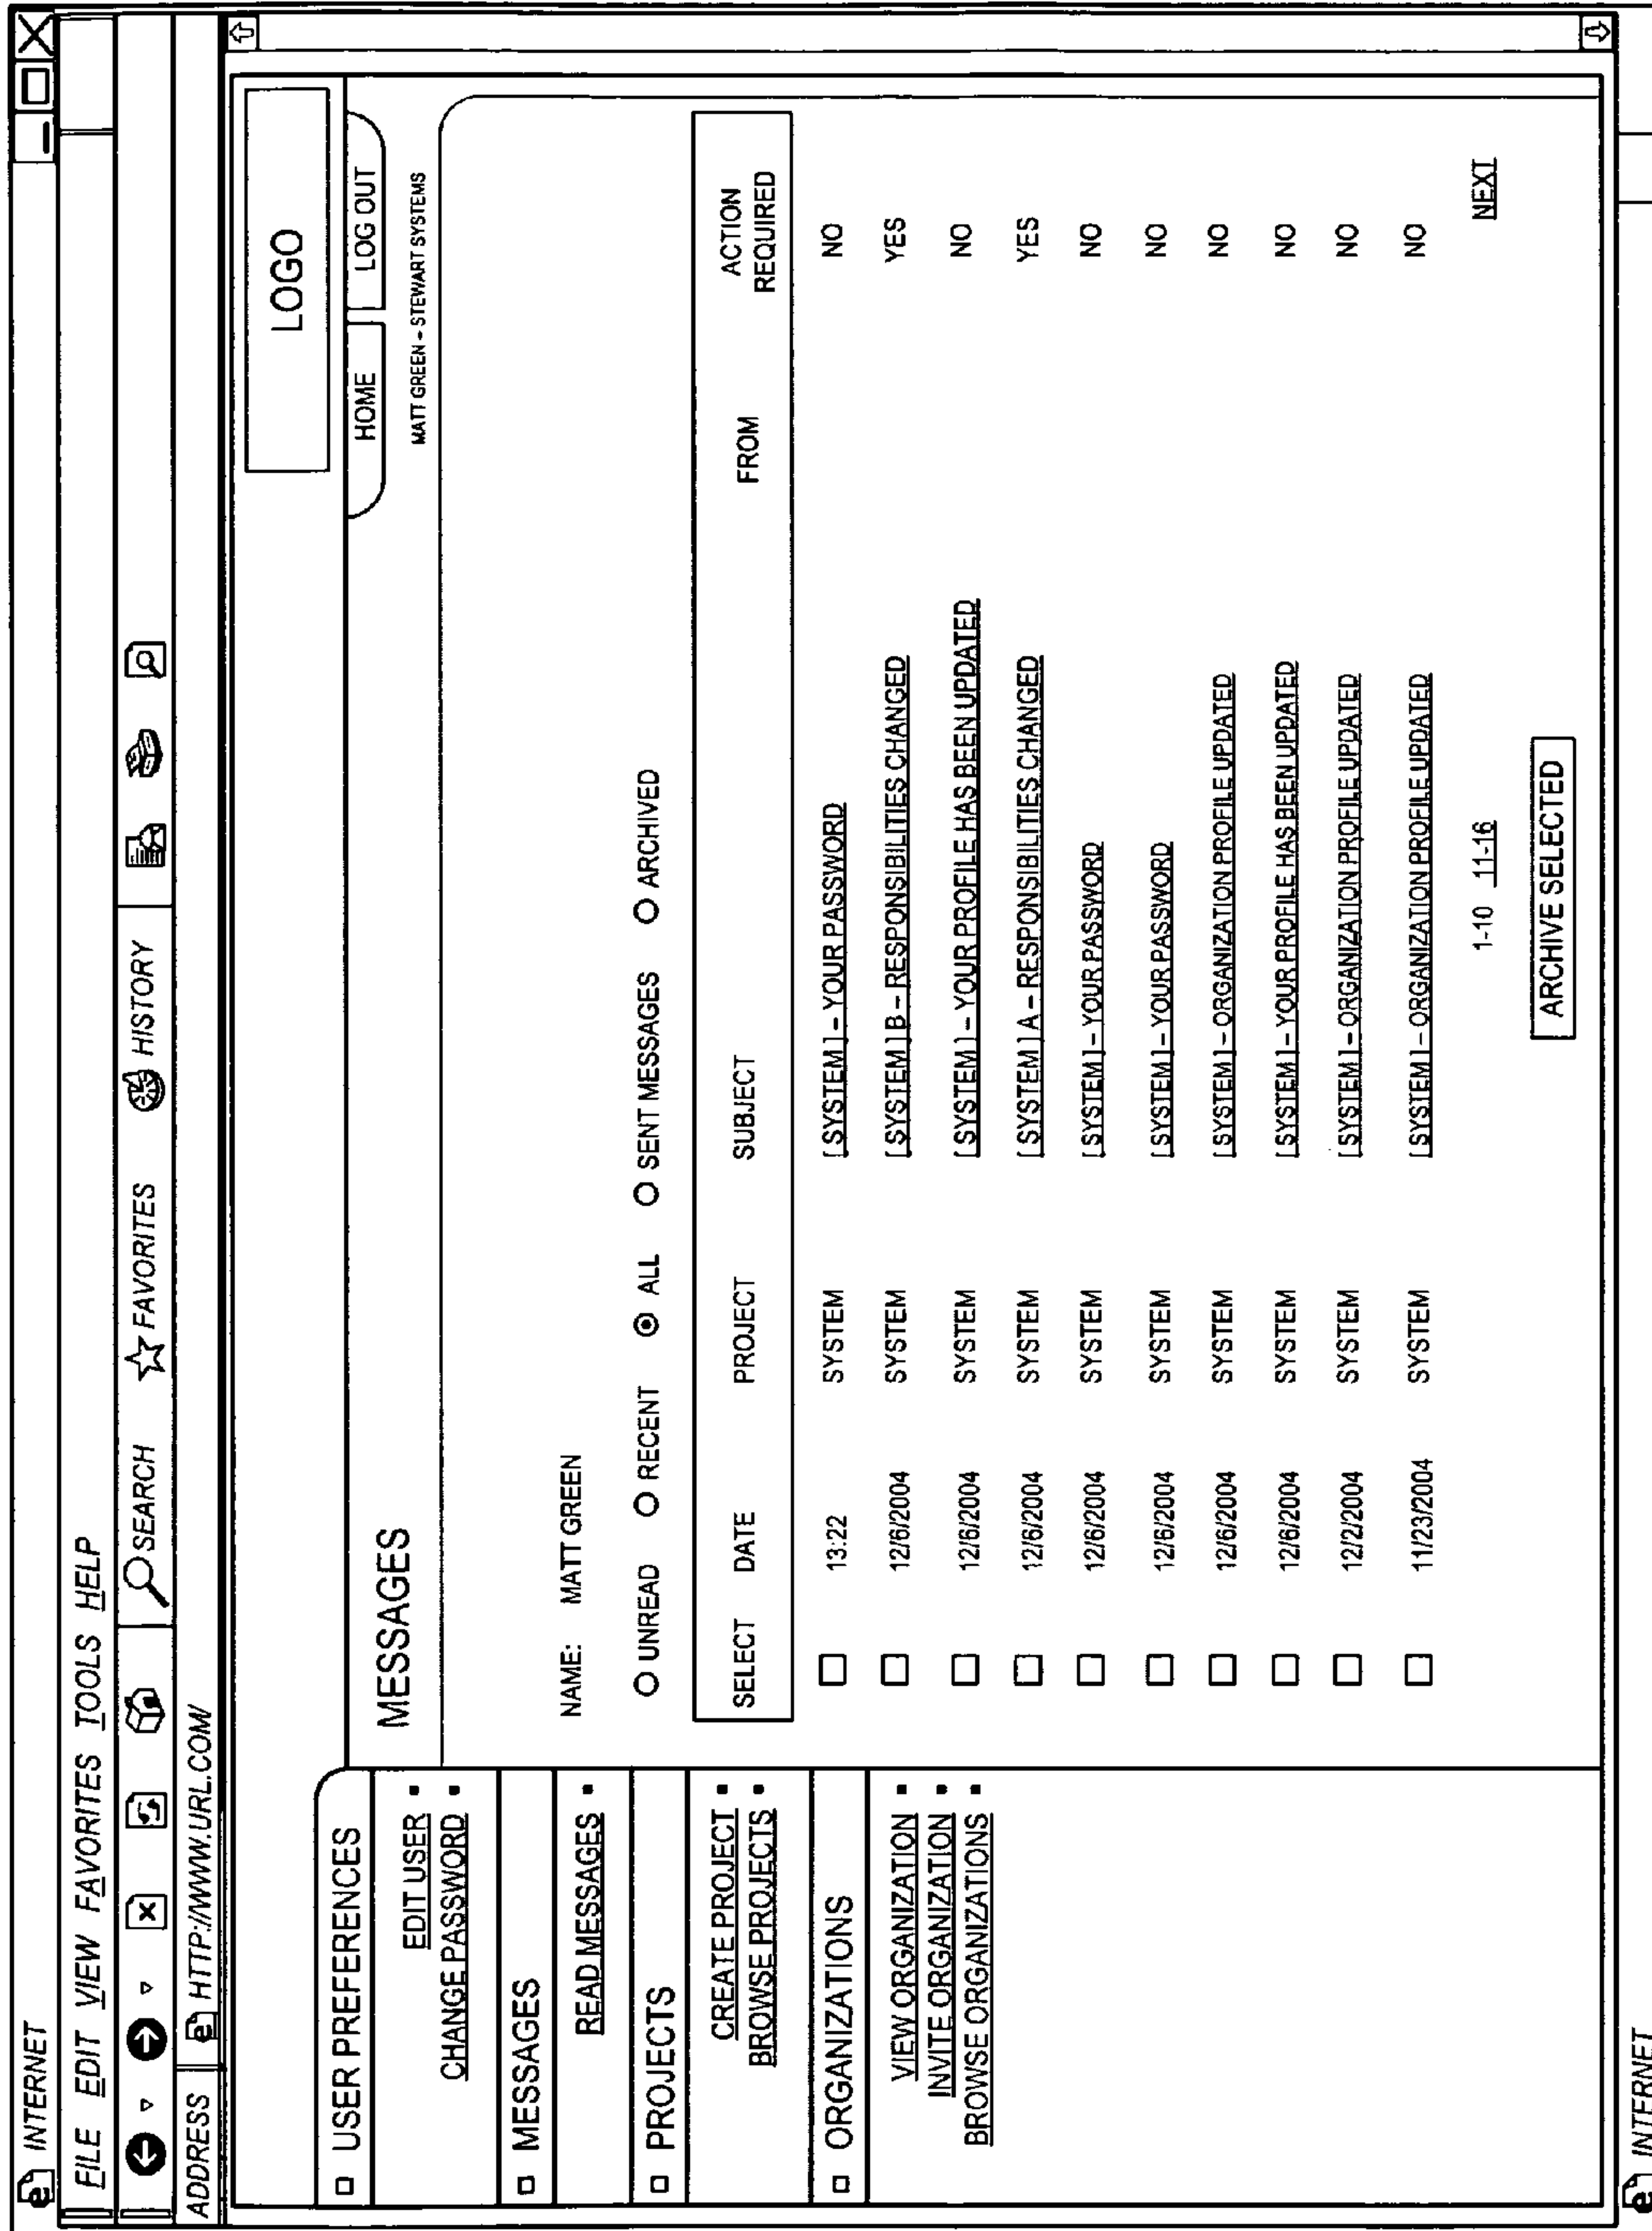 INTERNET
FILE EDIT VIEW FAVORITES TOOLS HELP
SEARCH FAVORITES HISTORY
ADDRESS HTTP://WWW.URL.COM/
LOGO
HOME LOG OUT
USER PREFERENCES
EDIT USER
CHANGE PASSWORD
MESSAGES
READ MESSAGES
PROJECTS
CREATE PROJECT
BROWSE PROJECTS
ORGANIZATIONS
VIEW ORGANIZATION
INVITE ORGANIZATION
BROWSE ORGANIZATIONS
MESSAGES
MATT GREEN - STEWART SYSTEMS
NAME: MATT GREEN
UNREAD RECENT ALL SENT MESSAGES ARCHIVED
SELECT DATE PROJECT SUBJECT FROM ACTION REQUIRED
13:22 SYSTEM [SYSTEM] - YOUR PASSWORD NO
12/6/2004 SYSTEM [SYSTEM] B - RESPONSIBILITIES CHANGED YES
12/6/2004 SYSTEM [SYSTEM] - YOUR PROFILE HAS BEEN UPDATED NO
12/6/2004 SYSTEM [SYSTEM] A - RESPONSIBILITIES CHANGED YES
12/6/2004 SYSTEM [SYSTEM] - YOUR PASSWORD NO
12/6/2004 SYSTEM [SYSTEM] - YOUR PASSWORD NO
12/6/2004 SYSTEM [SYSTEM] - ORGANIZATION PROFILE UPDATED NO
12/6/2004 SYSTEM [SYSTEM] - YOUR PROFILE HAS BEEN UPDATED NO
12/2/2004 SYSTEM [SYSTEM] - ORGANIZATION PROFILE UPDATED NO
11/23/2004 SYSTEM [SYSTEM] - ORGANIZATION PROFILE UPDATED NO
1-10 11-16 NEXT
ARCHIVE SELECTED
INTERNET